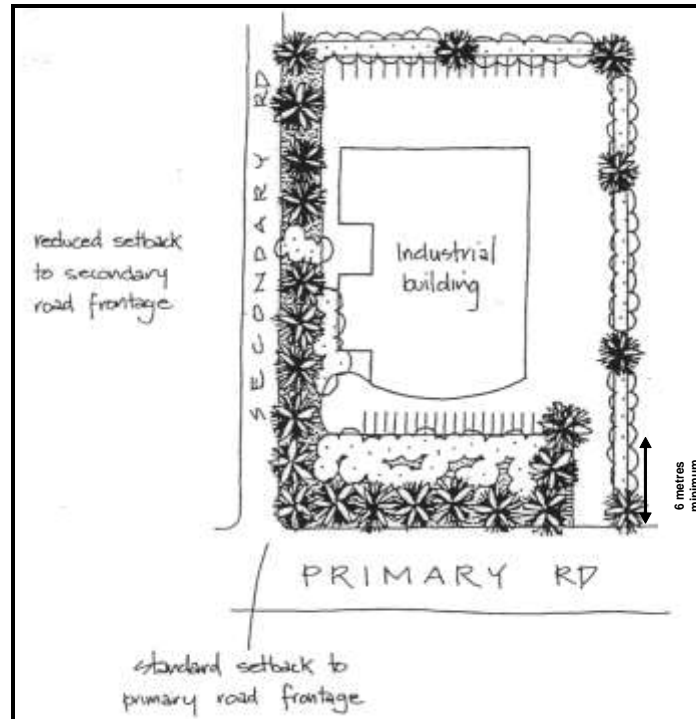 SECONDARY RD
reduced setback
to secondary
road frontage
Industrial
building
6 metres
minimum
PRIMARY RD
standard setback to
primary road frontage